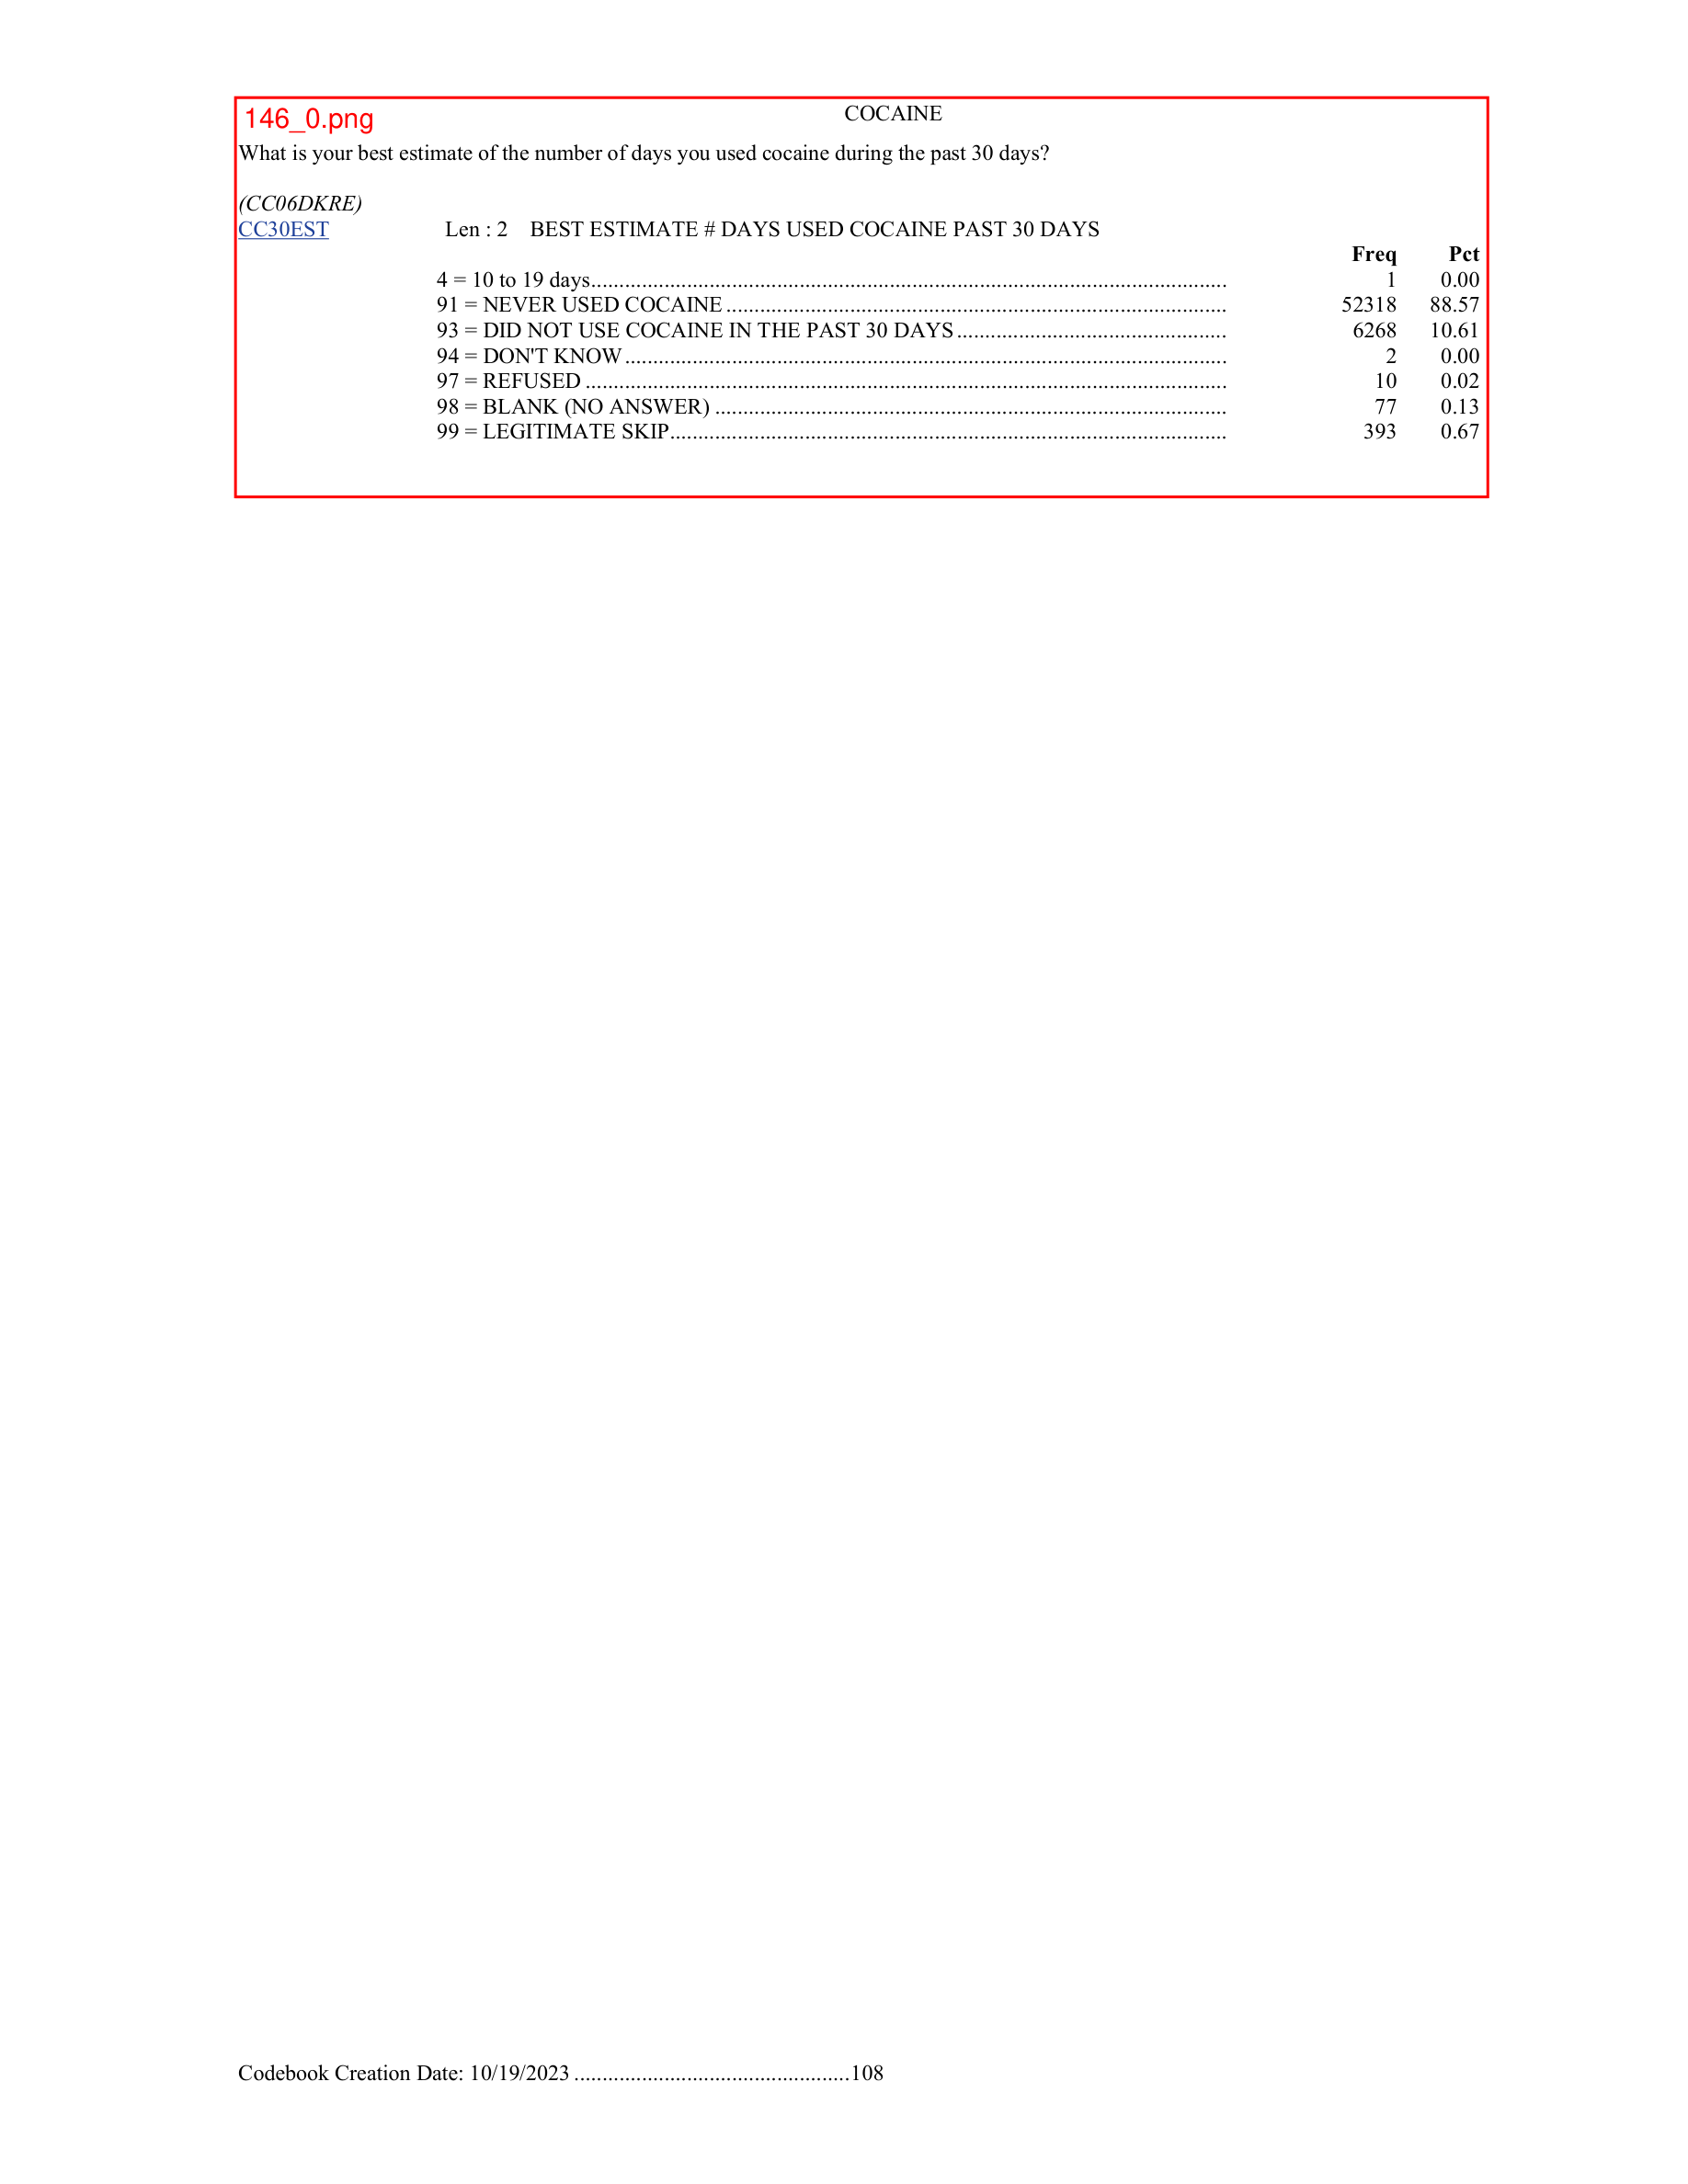 146_0.png
COCAINE
What is your best estimate of the number of days you used cocaine during the past 30 days?
(CC06DKRE)
CC30EST Len : 2 BEST ESTIMATE # DAYS USED COCAINE PAST 30 DAYS
Freq Pct
4 = 10 to 19 days................................................................................................................. 1 0.00
91 = NEVER USED COCAINE ......................................................................................... 52318 88.57
93 = DID NOT USE COCAINE IN THE PAST 30 DAYS ................................................ 6268 10.61
94 = DON'T KNOW ........................................................................................................... 2 0.00
97 = REFUSED .................................................................................................................. 10 0.02
98 = BLANK (NO ANSWER) ........................................................................................... 77 0.13
99 = LEGITIMATE SKIP................................................................................................... 393 0.67
Codebook Creation Date: 10/19/2023 .................................................108